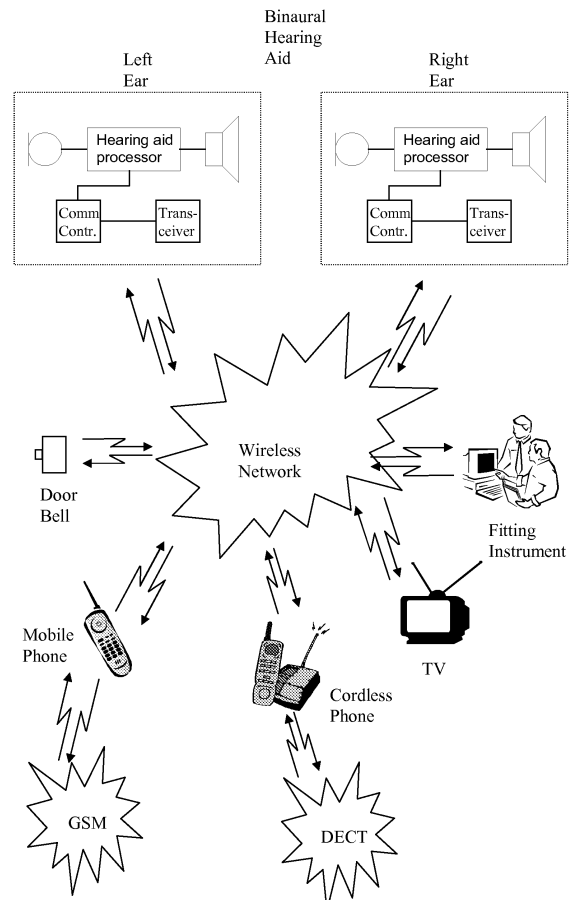 Binaural
Hearing
Aid
Left
Ear
Right
Ear
Hearing aid
processor
Comm
Contr.
Trans-
ceiver
Hearing aid
processor
Comm
Contr.
Trans-
ceiver
Wireless
Network
Door
Bell
Fitting
Instrument
Mobile
Phone
TV
Cordless
Phone
GSM
DECT